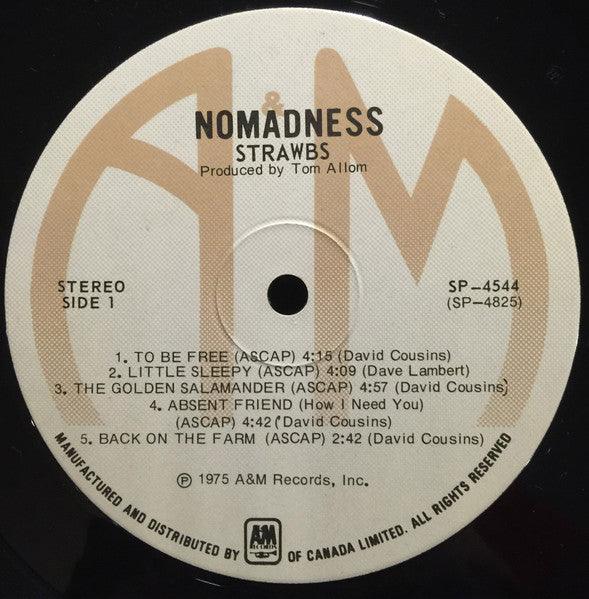 A&M
NOMADNESS
STRAWBS
Produced by Tom Allom
STEREO
SIDE 1
SP-4544
(SP-4825)
1. TO BE FREE (ASCAP) 4:15 (David Cousins)
2. LITTLE SLEEPY (ASCAP) 4:09 (Dave Lambert)
3. THE GOLDEN SALAMANDER (ASCAP) 4:57 (David Cousins)
4. ABSENT FRIEND (How I Need You)
(ASCAP) 4:42 (David Cousins)
5. BACK ON THE FARM (ASCAP) 2:42 (David Cousins)
℗ 1975 A&M Records, Inc.
MANUFACTURED AND DISTRIBUTED BY A&M RECORDS OF CANADA LIMITED. ALL RIGHTS RESERVED